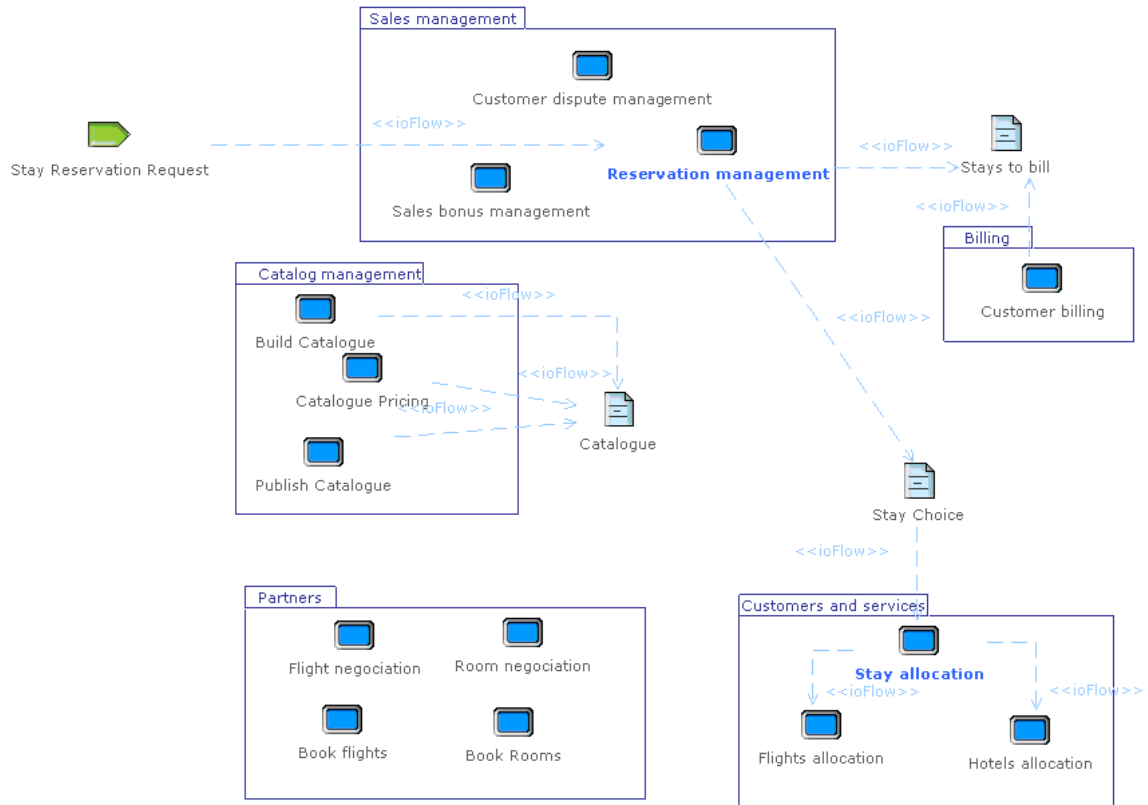 Sales management
Customer dispute management
<<ioFlow>>
Stay Reservation Request
Reservation management
<<ioFlow>>
Stays to bill
Sales bonus management
<<ioFlow>>
Billing
Customer billing
Catalog management
<<ioFlow>>
Build Catalogue
<<ioFlow>>
<<ioFlow>>
Catalogue Pricing
<<ioFlow>>
Catalogue
Publish Catalogue
Stay Choice
<<ioFlow>>
Partners
Flight negociation
Room negociation
Book flights
Book Rooms
Customers and services
Stay allocation
<<ioFlow>>
<<ioFlow>>
Flights allocation
Hotels allocation